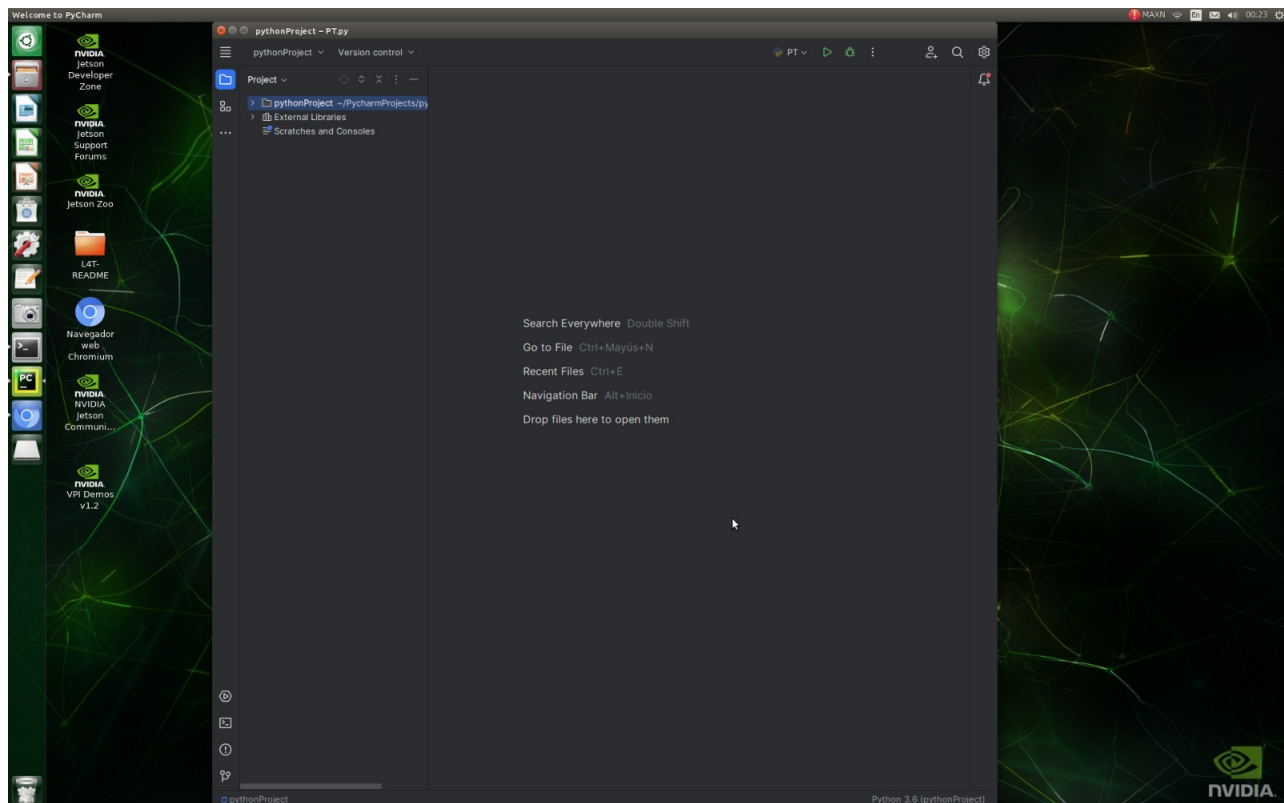 Welcome to PyCharm
MAXN
En
00:23
NVIDIA.
Jetson
Developer
Zone
NVIDIA.
Jetson
Support
Forums
NVIDIA.
Jetson Zoo
L4T-
README
Navegador
web
Chromium
NVIDIA.
NVIDIA
Jetson
Communi...
NVIDIA.
VPI Demos
v1.2
PC
pythonProject – PT.py
pythonProject
Version control
PT
Project
pythonProject ~/PycharmProjects/py
External Libraries
Scratches and Consoles
Search Everywhere Double Shift
Go to File Ctrl+Mayús+N
Recent Files Ctrl+E
Navigation Bar Alt+Inicio
Drop files here to open them
pythonProject
Python 3.6 (pythonProject)
NVIDIA.